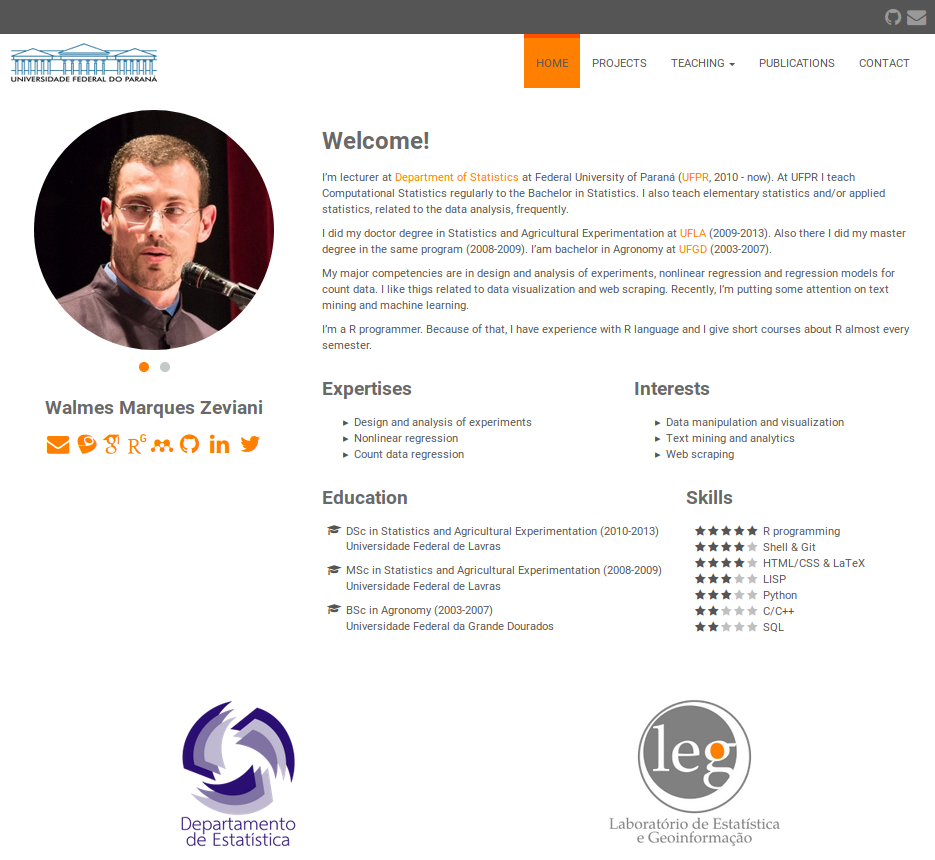 UNIVERSIDADE FEDERAL DO PARANÁ
HOME
PROJECTS
TEACHING
PUBLICATIONS
CONTACT
Welcome!
I'm lecturer at Department of Statistics at Federal University of Paraná (UFPR, 2010 - now). At UFPR I teach
Computational Statistics regularly to the Bachelor in Statistics. I also teach elementary statistics and/or applied
statistics, related to the data analysis, frequently.
I did my doctor degree in Statistics and Agricultural Experimentation at UFLA (2009-2013). Also there I did my master
degree in the same program (2008-2009). I'am bachelor in Agronomy at UFGD (2003-2007).
My major competencies are in design and analysis of experiments, nonlinear regression and regression models for
count data. I like thigs related to data visualization and web scraping. Recently, I'm putting some attention on text
mining and machine learning.
I'm a R programmer. Because of that, I have experience with R language and I give short courses about R almost every
semester.
Walmes Marques Zeviani
Expertises
Design and analysis of experiments
Nonlinear regression
Count data regression
Interests
Data manipulation and visualization
Text mining and analytics
Web scraping
Education
DSc in Statistics and Agricultural Experimentation (2010-2013)
Universidade Federal de Lavras
MSc in Statistics and Agricultural Experimentation (2008-2009)
Universidade Federal de Lavras
BSc in Agronomy (2003-2007)
Universidade Federal da Grande Dourados
Skills
R programming
Shell & Git
HTML/CSS & LaTeX
LISP
Python
C/C++
SQL
Departamento
de Estatística
leg
Laboratório de Estatística
e Geoinformação